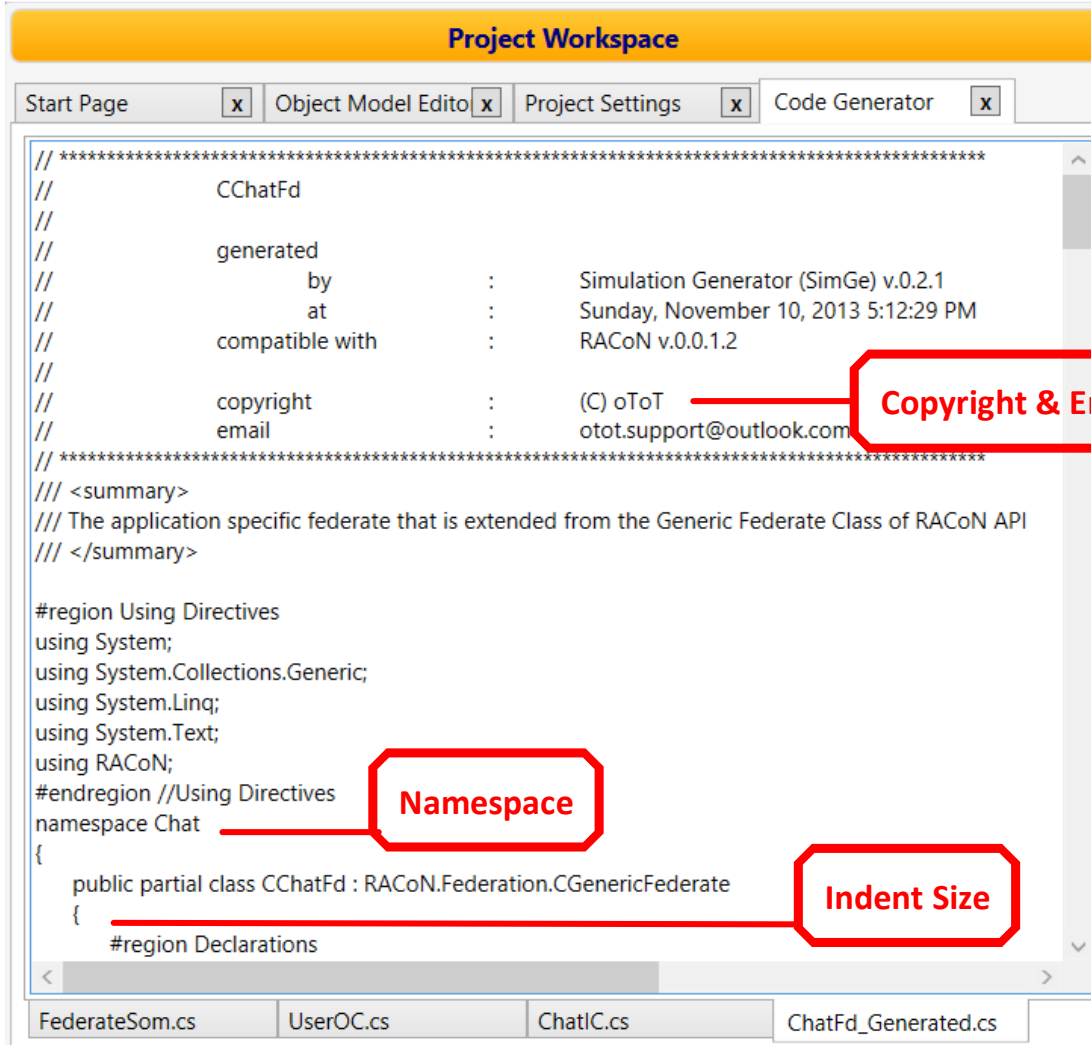 Project Workspace
Start Page x Object Model Edito x Project Settings x Code Generator x
// **************************************************************************************************
// CChatFd
//
// generated
// by : Simulation Generator (SimGe) v.0.2.1
// at : Sunday, November 10, 2013 5:12:29 PM
// compatible with : RACoN v.0.0.1.2
//
// copyright : (C) oToT
// email : otot.support@outlook.com
// **************************************************************************************************
Copyright & E
/// <summary>
/// The application specific federate that is extended from the Generic Federate Class of RACoN API
/// </summary>
#region Using Directives
using System;
using System.Collections.Generic;
using System.Linq;
using System.Text;
using RACoN;
#endregion //Using Directives
Namespace
namespace Chat
{
public partial class CChatFd : RACoN.Federation.CGenericFederate
{
Indent Size
#region Declarations
FederateSom.cs UserOC.cs ChatIC.cs ChatFd_Generated.cs